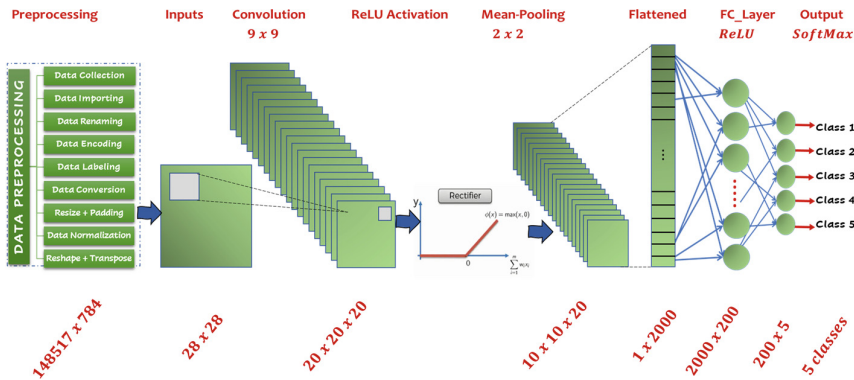 Preprocessing
Inputs
Convolution
9 x 9
ReLU Activation
Mean-Pooling
2 x 2
Flattened
FC_Layer
ReLU
Output
SoftMax
DATA PREPROCESSING
Data Collection
Data Importing
Data Renaming
Data Encoding
Data Labeling
Data Conversion
Resize + Padding
Data Normalization
Reshape + Transpose
y
Rectifier
ϕ(x) = max(x, 0)
0
...
Class 1
Class 2
Class 3
Class 4
Class 5
148517 x 784
28 x 28
20 x 20 x 20
10 x 10 x 20
1 x 2000
2000 x 200
200 x 5
5 classes